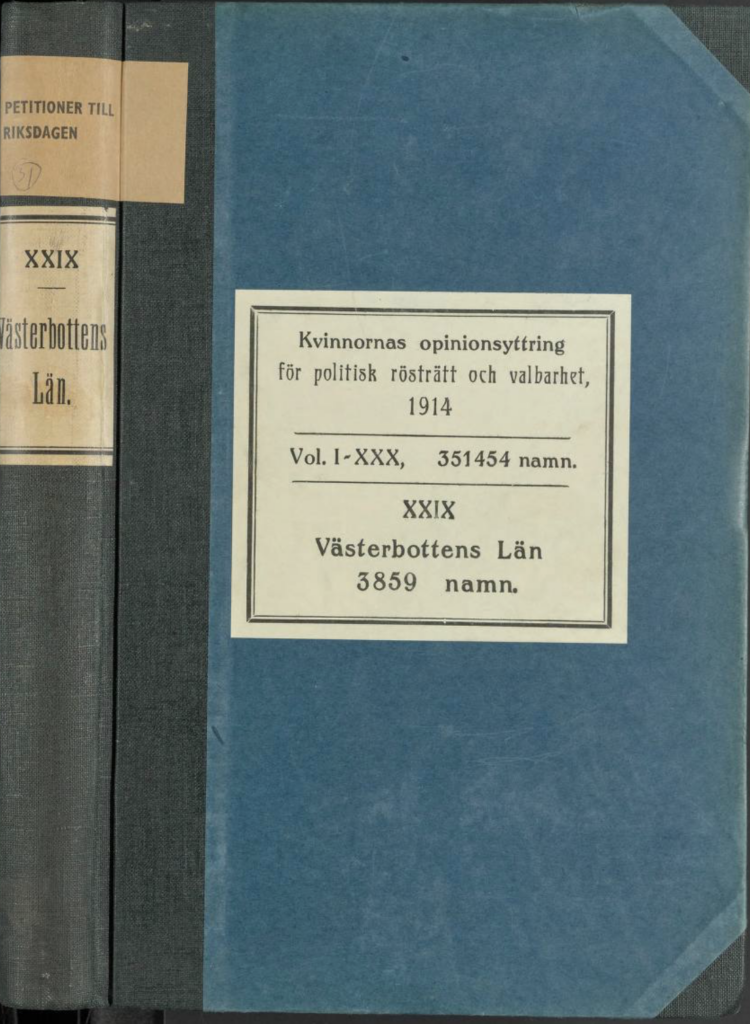 PETITIONER TILL
RIKSDAGEN
51
XXIX
Västerbottens
Län.
Kvinnornas opinionsyttring
för politisk rösträtt och valbarhet,
1914
Vol. I-XXX, 351454 namn.
XXIX
Västerbottens Län
3859 namn.